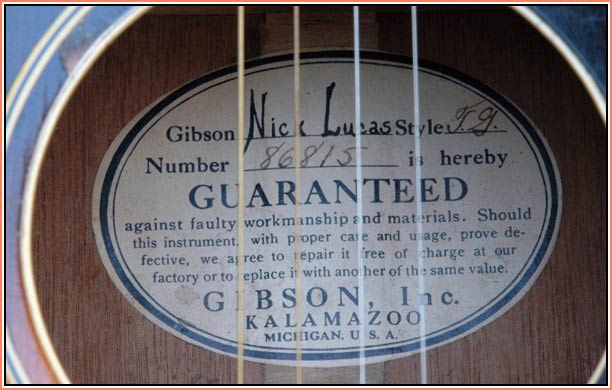 Gibson Nick Lucas Style T.G.
Number 86815 is hereby
GUARANTEED
against faulty workmanship and materials. Should
this instrument, with proper care and usage, prove de-
fective, we agree to repair it free of charge at our
factory or to replace it with another of the same value.
GIBSON, Inc.
KALAMAZOO
MICHIGAN, U. S. A.